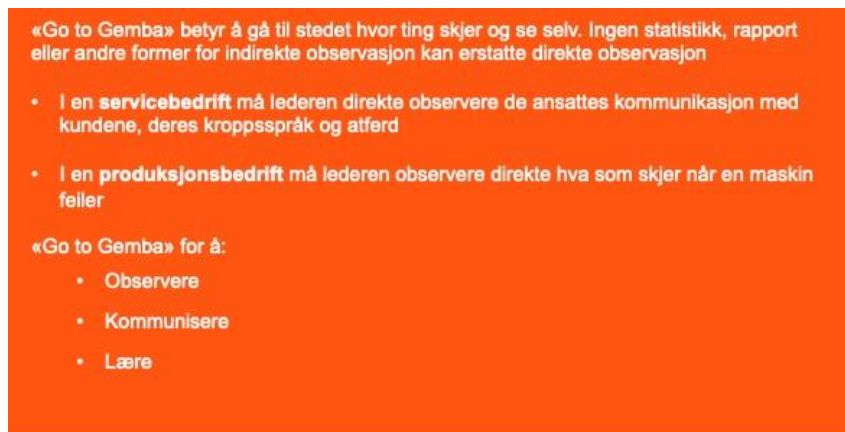 «Go to Gemba» betyr å gå til stedet hvor ting skjer og se selv. Ingen statistikk, rapport
eller andre former for indirekte observasjon kan erstatte direkte observasjon
• I en servicebedrift må lederen direkte observere de ansattes kommunikasjon med
kundene, deres kroppsspråk og atferd
• I en produksjonsbedrift må lederen observere direkte hva som skjer når en maskin
feiler
«Go to Gemba» for å:
• Observere
• Kommunisere
• Lære